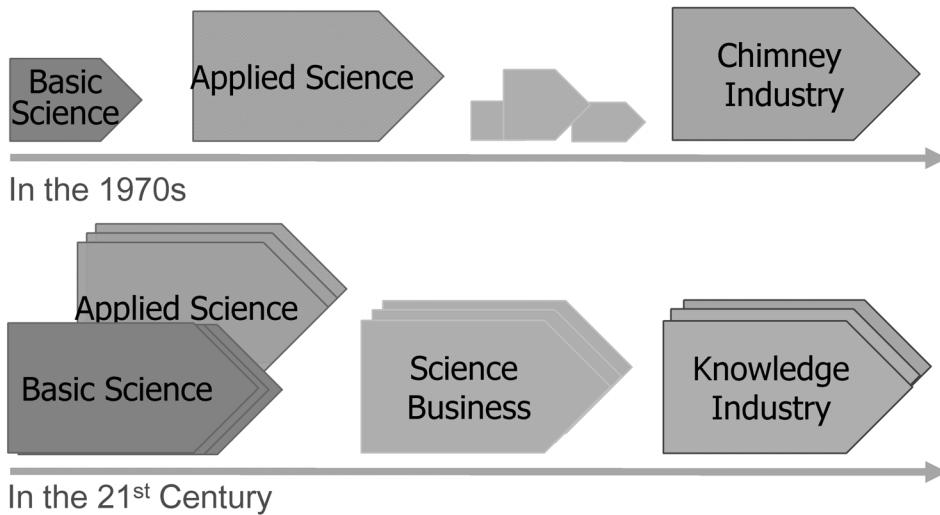 Basic
Science
Applied Science
Chimney
Industry
In the 1970s
Applied Science
Basic Science
Science
Business
Knowledge
Industry
In the 21st Century